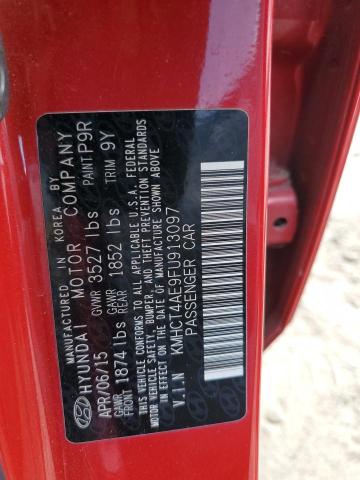 MANUFACTURED IN KOREA BY
HYUNDAI MOTOR COMPANY
APR/06/15 GVWR 3527 lbs PAINT P9R
GAWR FRONT 1874 lbs GAWR REAR 1852 lbs TRIM 9Y
THIS VEHICLE CONFORMS TO ALL APPLICABLE U.S.A. FEDERAL
MOTOR VEHICLE SAFETY, BUMPER, AND THEFT PREVENTION STANDARDS
IN EFFECT ON THE DATE OF MANUFACTURE SHOWN ABOVE
V.I.N KMHCT4AE9FU913097
PASSENGER CAR